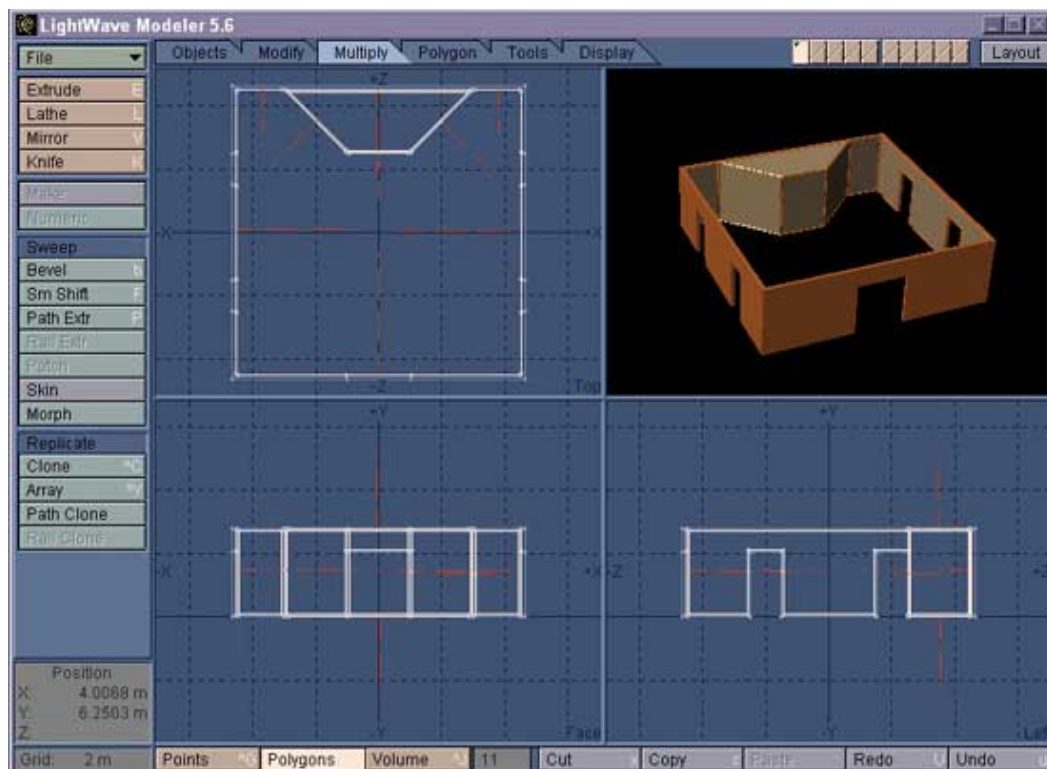 LightWave Modeler 5.6
File Objects Modify Multiply Polygon Tools Display Layout
Extrude E
Lathe L
Mirror V
Knife K
Make
Numeric
Sweep
Bevel b
Sm Shift F
Path Extr P
Rail Extr
Patch
Skin
Morph
Replicate
Clone ^C
Array ^Y
Path Clone
Rail Clone
+Z
-X +X
-Z Top
+Y +Y
-X +X +Z -Z
-Y Face -Y Left
Position
X: 4.0068 m
Y: 6.2503 m
Z:
Grid: 2 m
Points ^G Polygons Volume 11 Cut x Copy c Paste Redo Undo u